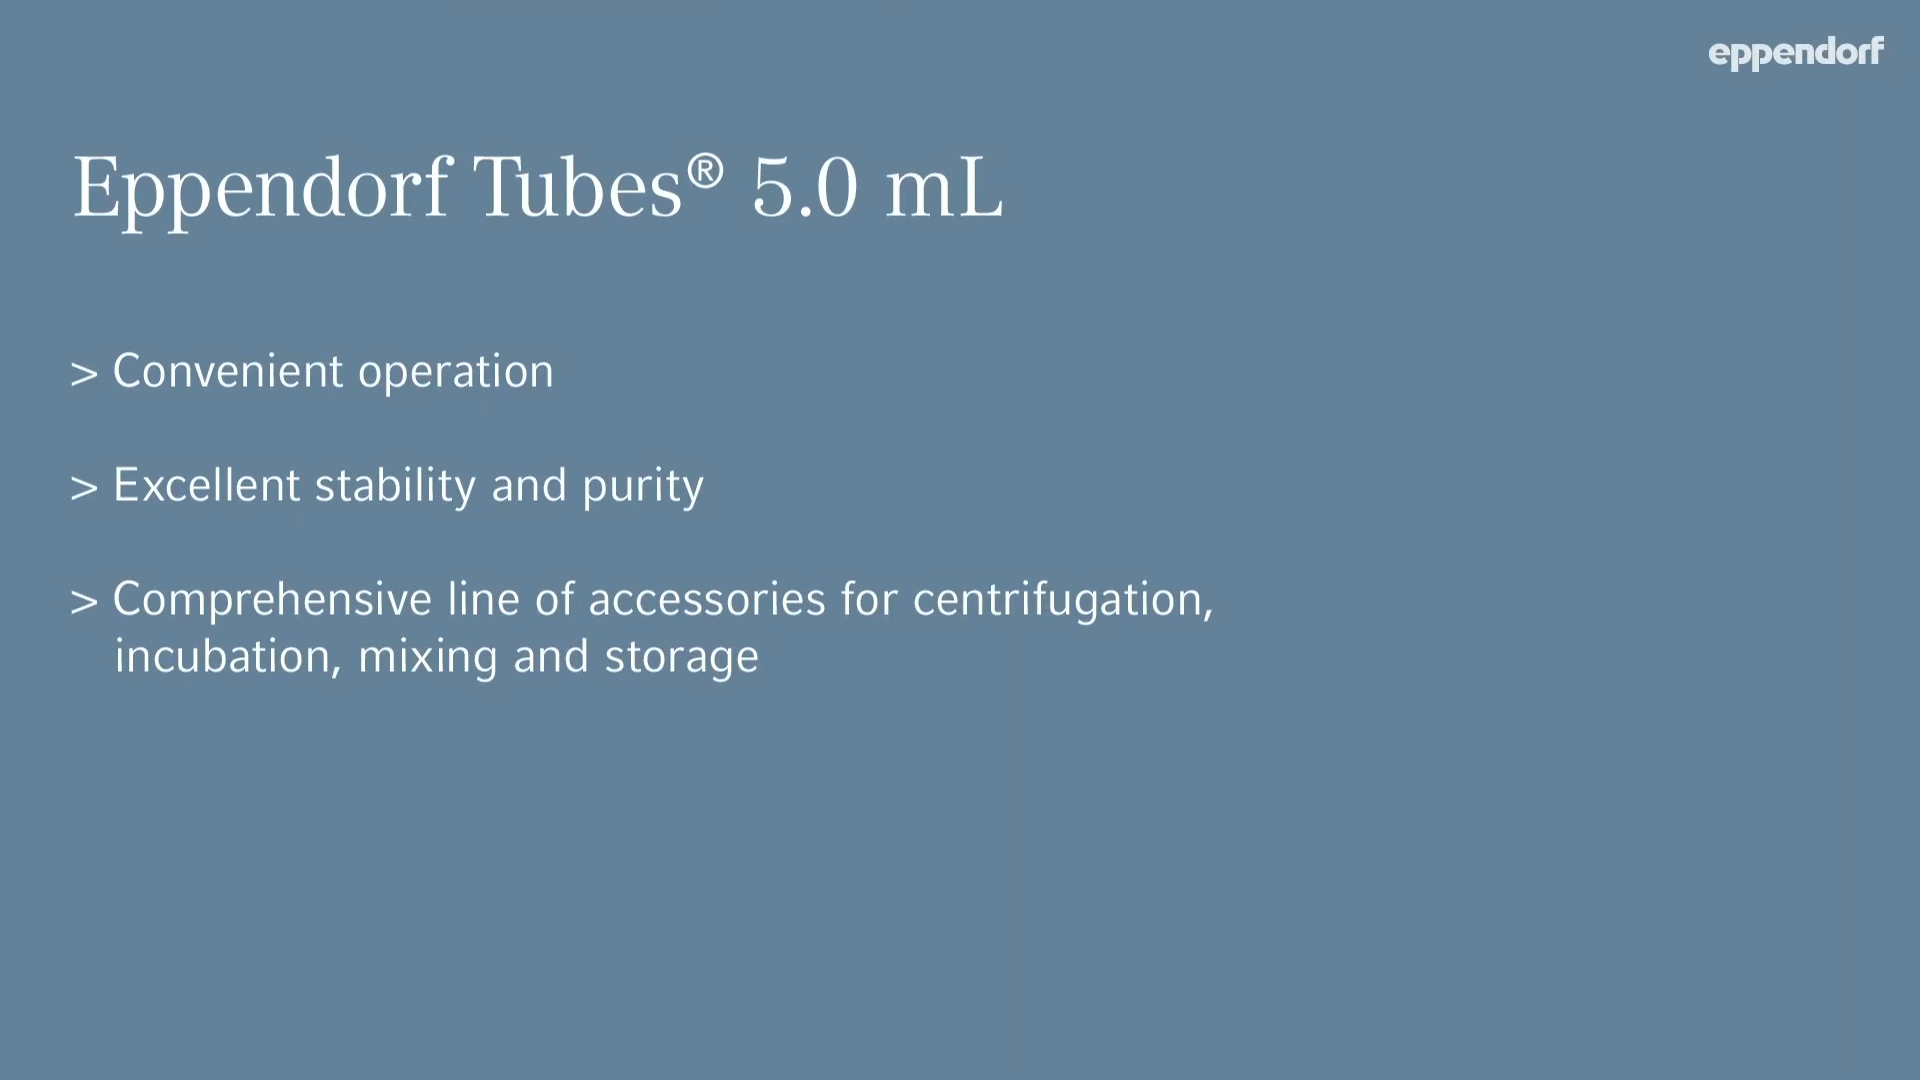 eppendorf
Eppendorf Tubes® 5.0 mL
> Convenient operation
> Excellent stability and purity
> Comprehensive line of accessories for centrifugation,
incubation, mixing and storage